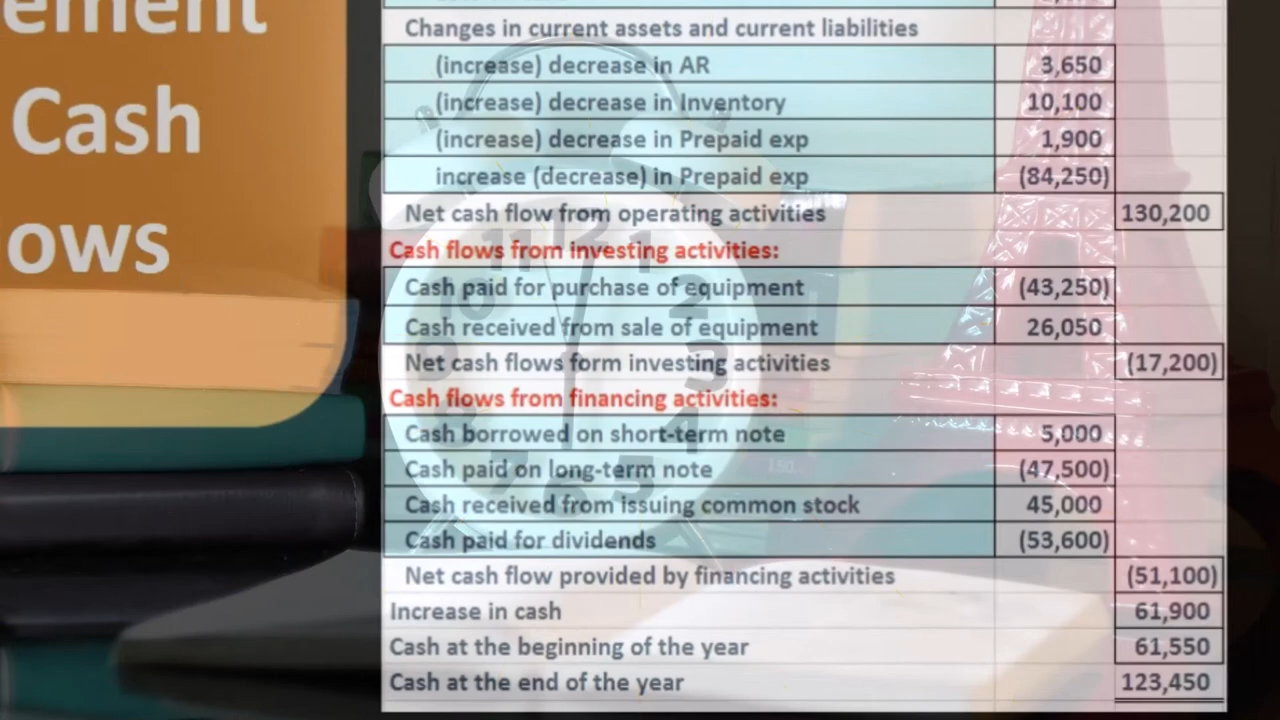 ement
Cash
ows
Changes in current assets and current liabilities
(increase) decrease in AR 3,650
(increase) decrease in Inventory 10,100
(increase) decrease in Prepaid exp 1,900
increase (decrease) in Prepaid exp (84,250)
Net cash flow from operating activities 130,200
Cash flows from investing activities:
Cash paid for purchase of equipment (43,250)
Cash received from sale of equipment 26,050
Net cash flows form investing activities (17,200)
Cash flows from financing activities:
Cash borrowed on short-term note 5,000
Cash paid on long-term note (47,500)
Cash received from issuing common stock 45,000
Cash paid for dividends (53,600)
Net cash flow provided by financing activities (51,100)
Increase in cash 61,900
Cash at the beginning of the year 61,550
Cash at the end of the year 123,450